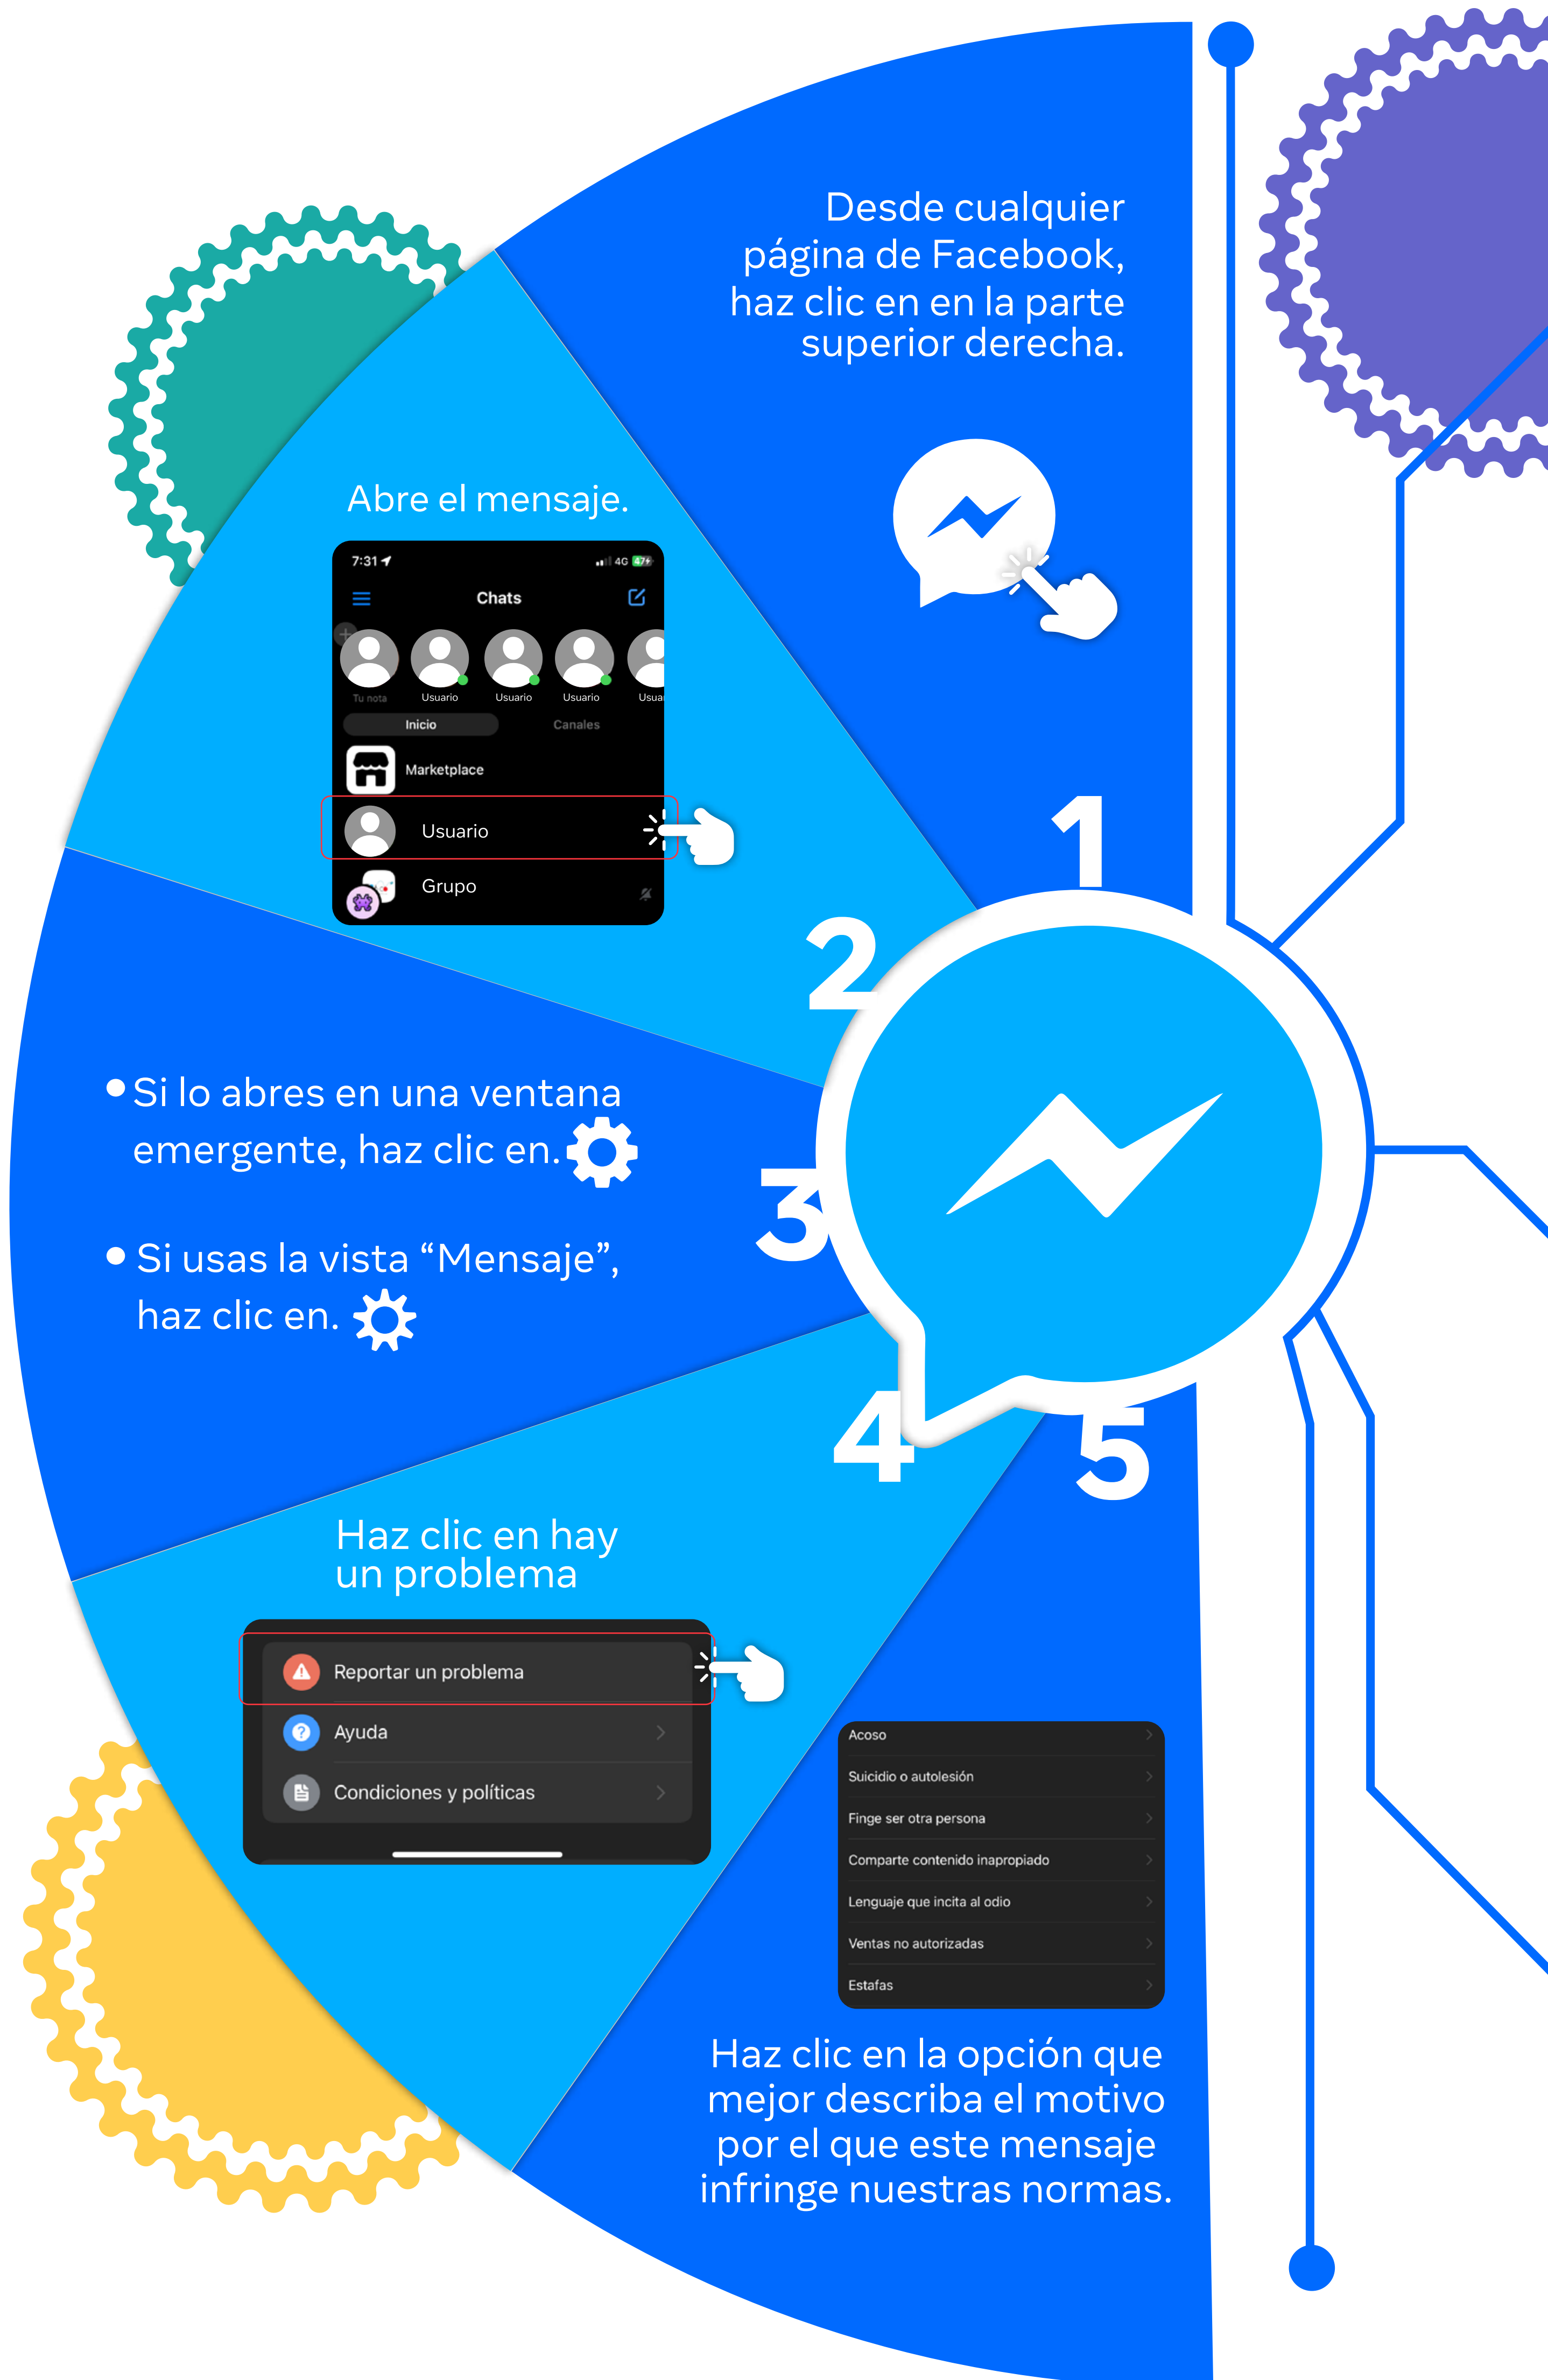 Desde cualquier
página de Facebook,
haz clic en en la parte
superior derecha.
1
Abre el mensaje.
7:31
4G 47
Chats
Tu nota
Usuario
Usuario
Usuario
Usua
Inicio
Canales
Marketplace
Usuario
Grupo
2
Si lo abres en una ventana
emergente, haz clic en.
Si usas la vista “Mensaje”,
haz clic en.
3
4
Haz clic en hay
un problema
Reportar un problema
Ayuda
Condiciones y políticas
5
Acoso
Suicidio o autolesión
Finge ser otra persona
Comparte contenido inapropiado
Lenguaje que incita al odio
Ventas no autorizadas
Estafas
Haz clic en la opción que
mejor describa el motivo
por el que este mensaje
infringe nuestras normas.